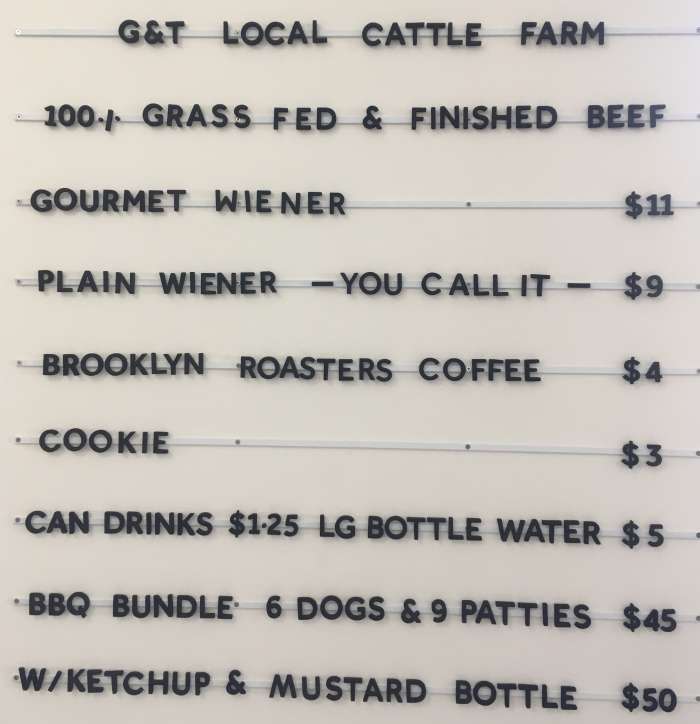 G&T LOCAL CATTLE FARM
100·/· GRASS FED & FINISHED BEEF
GOURMET WIENER $11
PLAIN WIENER —YOU CALL IT — $9
BROOKLYN ROASTERS COFFEE $4
COOKIE $3
CAN DRINKS $1·25 LG BOTTLE WATER $5
BBQ BUNDLE 6 DOGS & 9 PATTIES $45
W/KETCHUP & MUSTARD BOTTLE $50